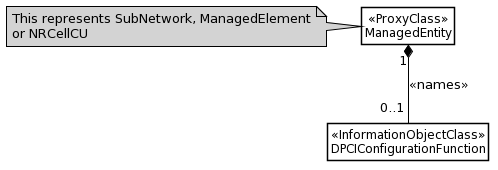 This represents SubNetwork, ManagedElement
or NRCellCU
«ProxyClass»
ManagedEntity
1
«names»
0..1
«InformationObjectClass»
DPCIConfigurationFunction